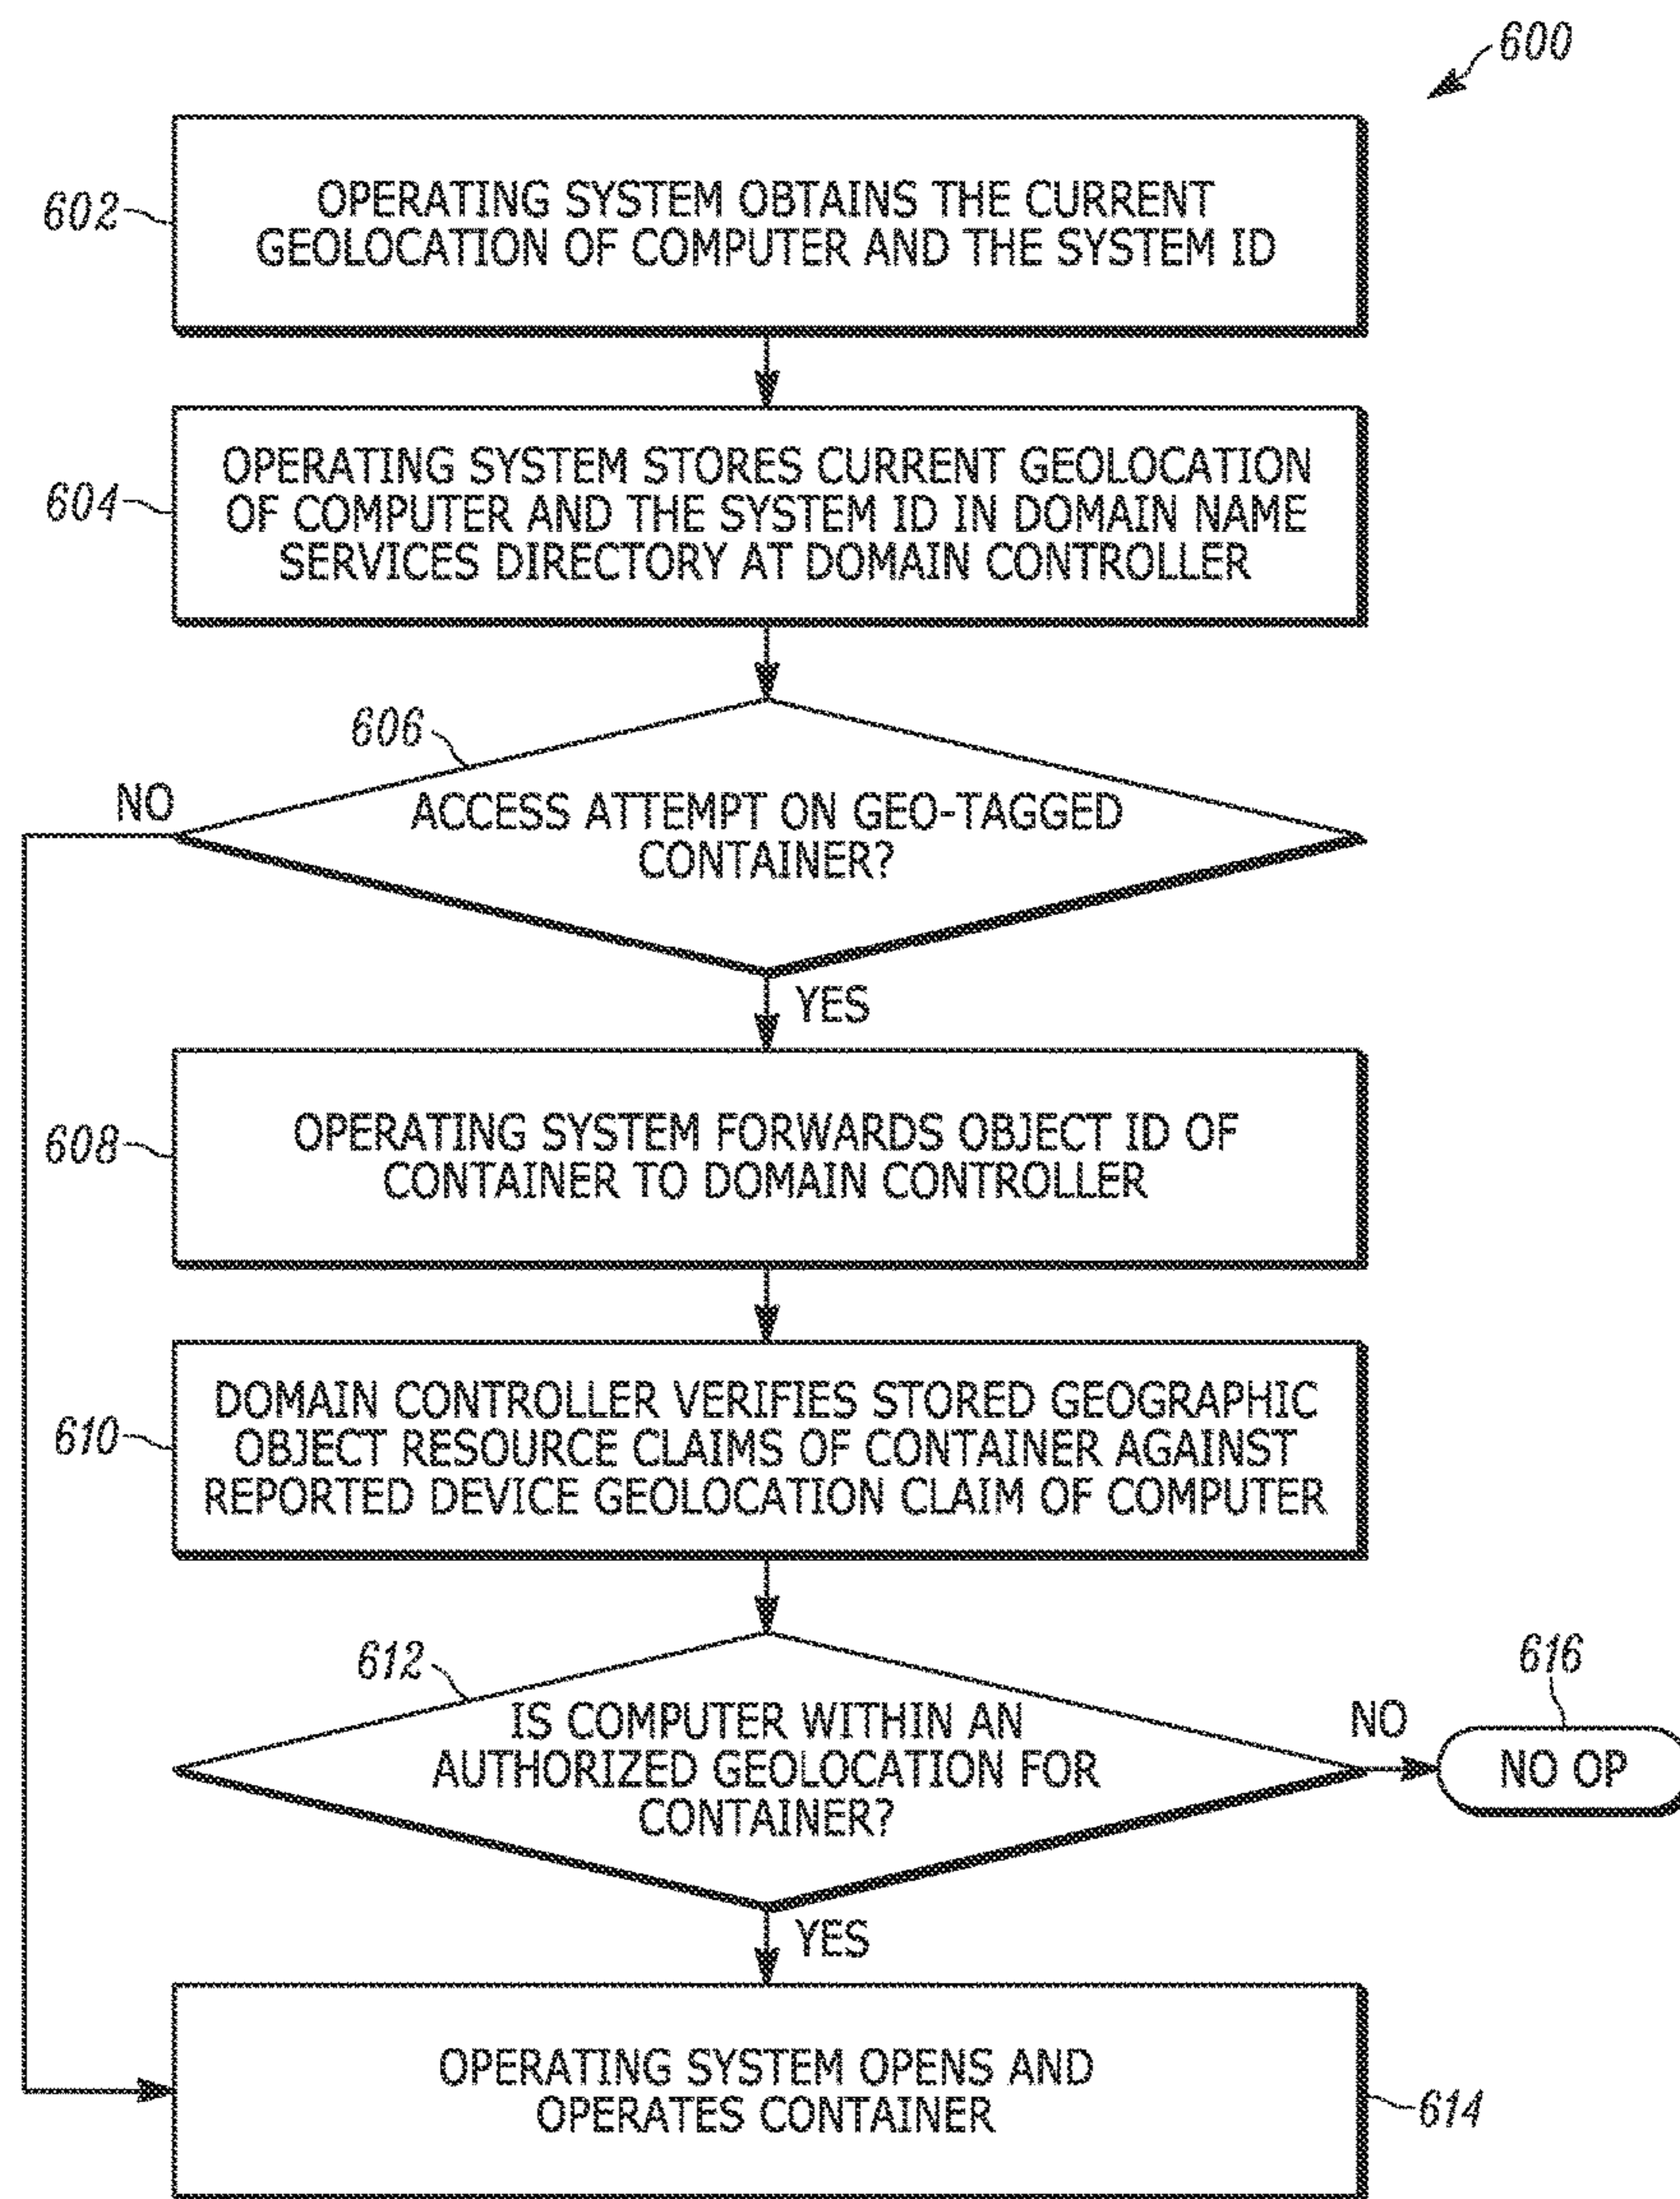 600
602
OPERATING SYSTEM OBTAINS THE CURRENT
GEOLOCATION OF COMPUTER AND THE SYSTEM ID
604
OPERATING SYSTEM STORES CURRENT GEOLOCATION
OF COMPUTER AND THE SYSTEM ID IN DOMAIN NAME
SERVICES DIRECTORY AT DOMAIN CONTROLLER
606
NO
ACCESS ATTEMPT ON GEO-TAGGED
CONTAINER?
YES
608
OPERATING SYSTEM FORWARDS OBJECT ID OF
CONTAINER TO DOMAIN CONTROLLER
610
DOMAIN CONTROLLER VERIFIES STORED GEOGRAPHIC
OBJECT RESOURCE CLAIMS OF CONTAINER AGAINST
REPORTED DEVICE GEOLOCATION CLAIM OF COMPUTER
612
IS COMPUTER WITHIN AN
AUTHORIZED GEOLOCATION FOR
CONTAINER?
NO
616
NO OP
YES
OPERATING SYSTEM OPENS AND
OPERATES CONTAINER
614